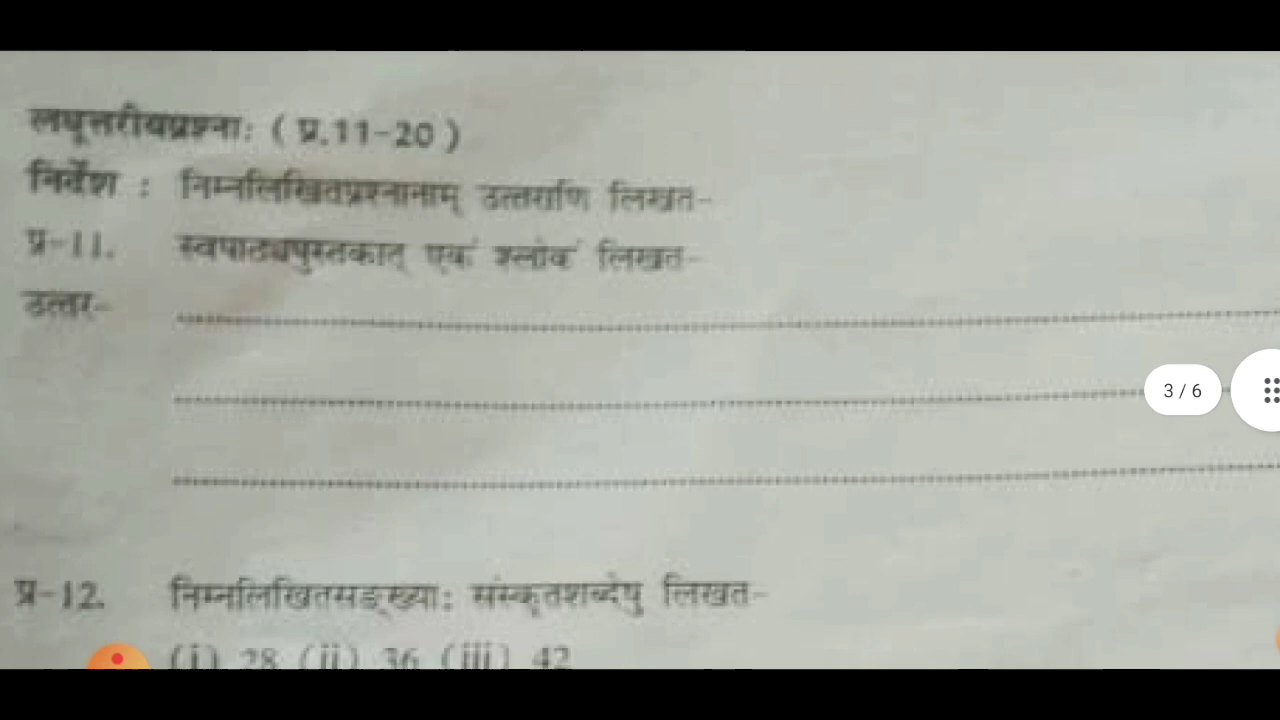 लघूत्तरीयप्रश्नाः ( प्र.11-20 )
निर्देश : निम्नलिखितप्रश्नानाम् उत्तराणि लिखत-
प्र-11. स्वपाठ्यपुस्तकात् एकं श्लोकं लिखत-
उत्तर-
3 / 6
प्र-12. निम्नलिखितसङ्ख्याः संस्कृतशब्देषु लिखत-
(i) 28 (ii) 36 (iii) 42